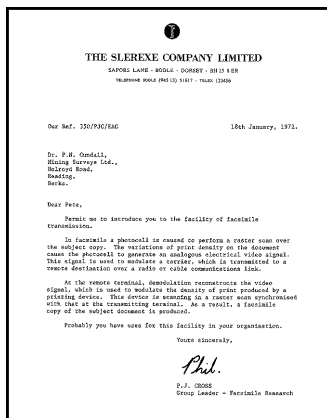 THE SLEREXE COMPANY LIMITED
SAPORS LANE - BOOLE - DORSET - BH 25 8 ER
TELEPHONE BOOLE (945 13) 51617 - TELEX 123456
Our Ref. 350/PJC/EAC 18th January, 1972.
Dr. P.N. Cundall,
Mining Surveys Ltd.,
Holroyd Road,
Reading,
Berks.
Dear Pete,
Permit me to introduce you to the facility of facsimile
transmission.
In facsimile a photocell is caused to perform a raster scan over
the subject copy. The variations of print density on the document
cause the photocell to generate an analogous electrical video signal.
This signal is used to modulate a carrier, which is transmitted to a
remote destination over a radio or cable communications link.
At the remote terminal, demodulation reconstructs the video
signal, which is used to modulate the density of print produced by a
printing device. This device is scanning in a raster scan synchronised
with that at the transmitting terminal. As a result, a facsimile
copy of the subject document is produced.
Probably you have uses for this facility in your organisation.
Yours sincerely,
Phil.
P.J. CROSS
Group Leader - Facsimile Research